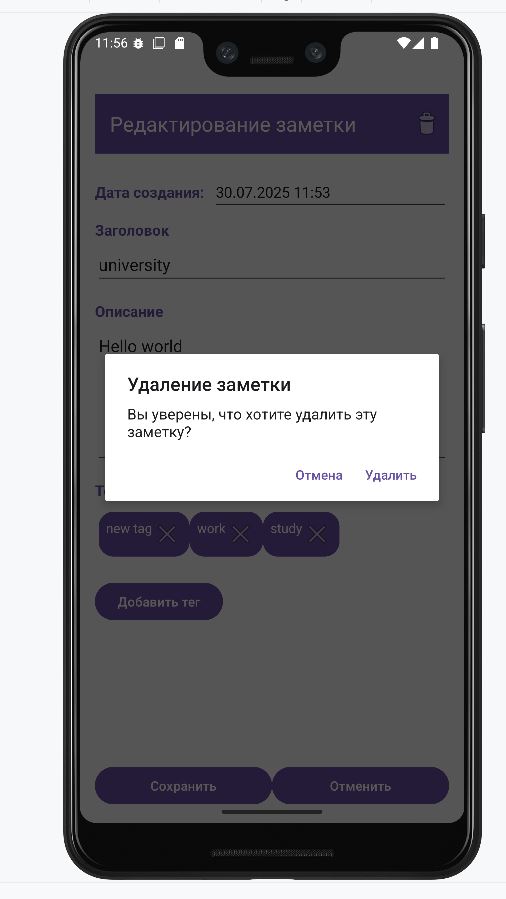 11:56
Редактирование заметки
Дата создания: 30.07.2025 11:53
Заголовок
university
Описание
Hello world
Удаление заметки
Вы уверены, что хотите удалить эту
заметку?
Отмена Удалить
new tag work study
Добавить тег
Сохранить Отменить